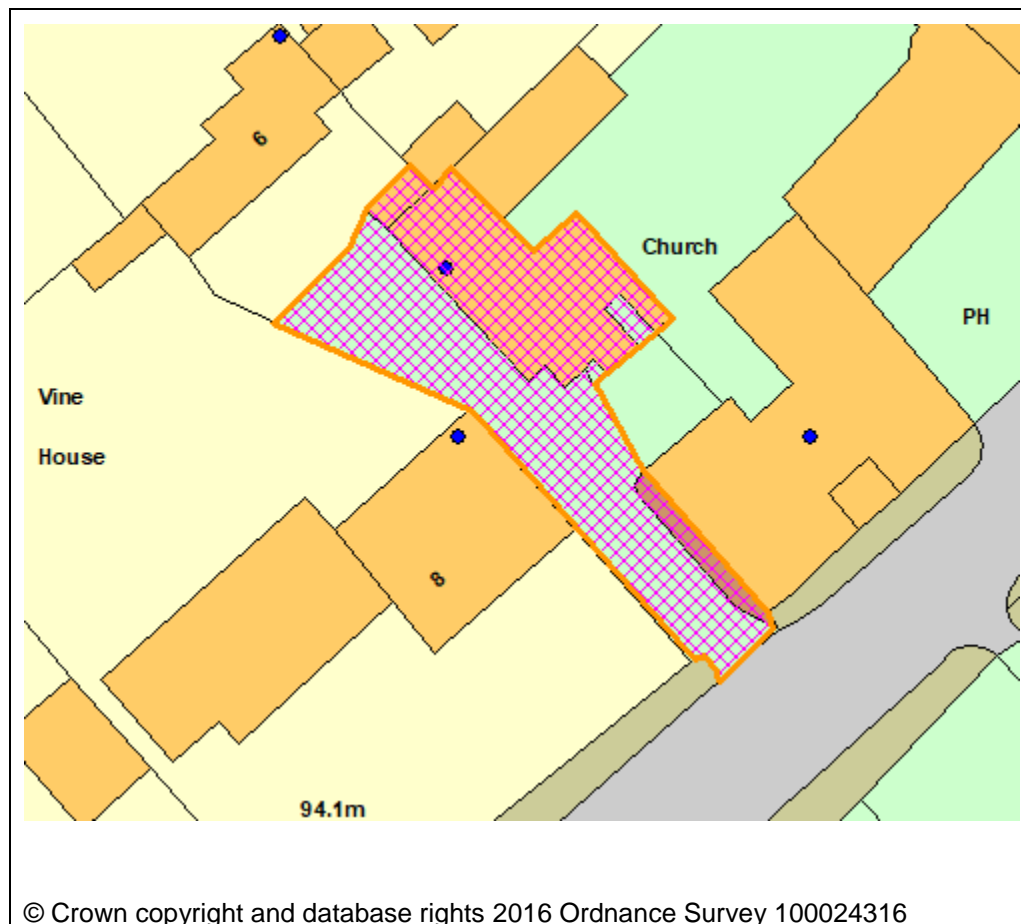 6
Church
PH
Vine
House
8
94.1m
© Crown copyright and database rights 2016 Ordnance Survey 100024316